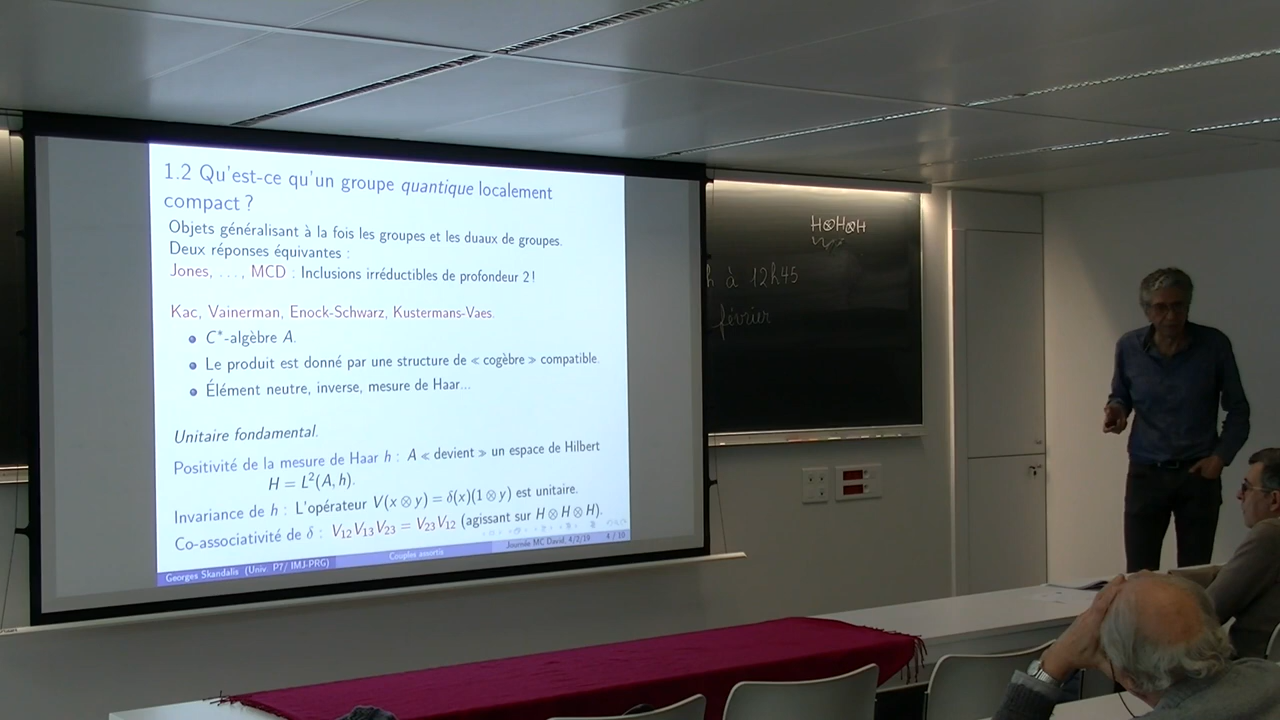 1.2 Qu'est-ce qu'un groupe quantique localement
compact ?
Objets généralisant à la fois les groupes et les duaux de groupes.
Deux réponses équivantes :
Jones, ..., MCD : Inclusions irréductibles de profondeur 2 !
Kac, Vainerman, Enock-Schwarz, Kustermans-Vaes.
C*-algèbre A.
Le produit est donné par une structure de « cogèbre » compatible.
Élément neutre, inverse, mesure de Haar...
Unitaire fondamental.
Positivité de la mesure de Haar h : A « devient » un espace de Hilbert
H = L²(A, h).
Invariance de h : L'opérateur V(x ⊗ y) = δ(x)(1 ⊗ y) est unitaire.
Co-associativité de δ : V₁₂V₁₃V₂₃ = V₂₃V₁₂ (agissant sur H ⊗ H ⊗ H).
Georges Skandalis (Univ. P7/ IMJ-PRG) Couples assortis Journée MC David, 4/2/19 4 / 10
H⊗H⊗H
h à 12h45
février